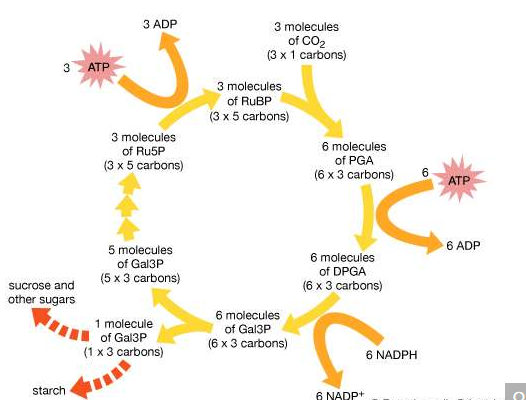 3 ADP
3 molecules
of CO₂
(3 x 1 carbons)
3
ATP
3 molecules
of RuBP
(3 x 5 carbons)
3 molecules
of Ru5P
(3 x 5 carbons)
6 molecules
of PGA
(6 x 3 carbons)
6
ATP
6 ADP
5 molecules
of Gal3P
(5 x 3 carbons)
6 molecules
of DPGA
(6 x 3 carbons)
sucrose and
other sugars
1 molecule
of Gal3P
(1 x 3 carbons)
6 molecules
of Gal3P
(6 x 3 carbons)
6 NADPH
starch
6 NADP⁺